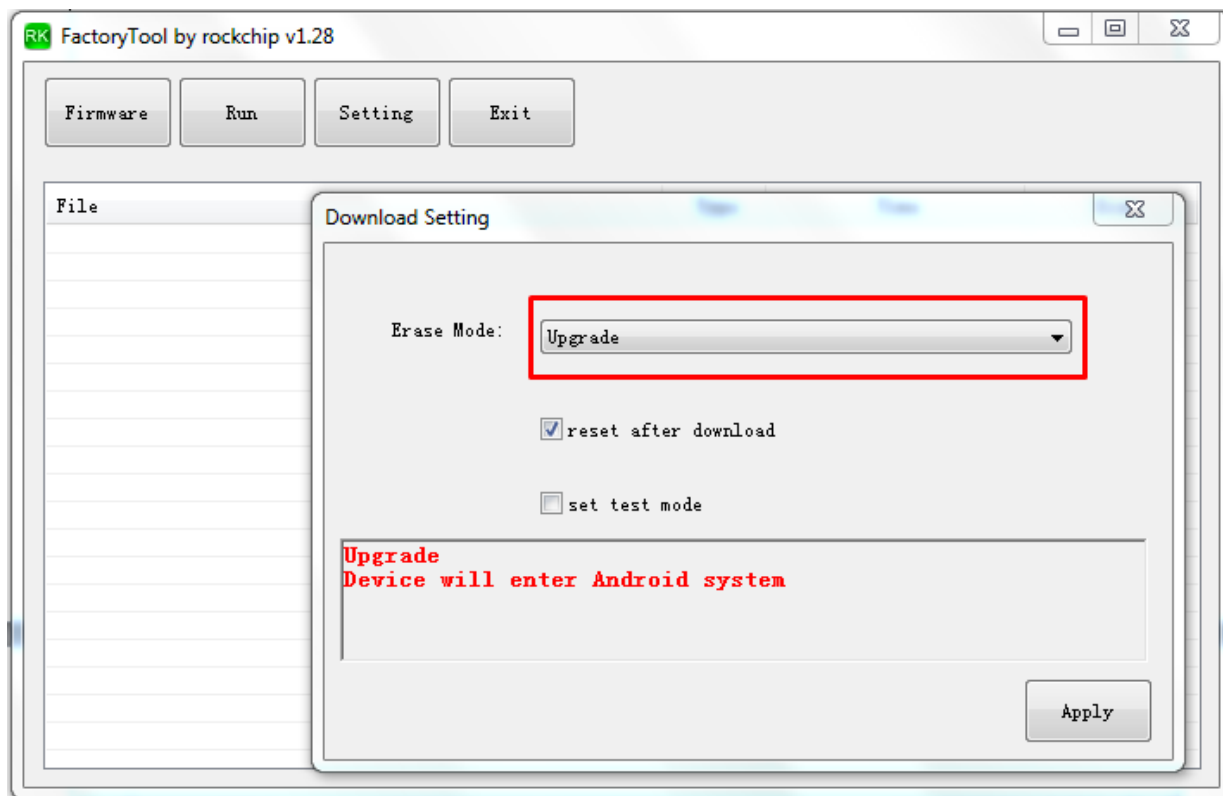 RK FactoryTool by rockchip v1.28
Firmware Run Setting Exit
File
Download Setting
Erase Mode: Upgrade
reset after download
set test mode
Upgrade
Device will enter Android system
Apply